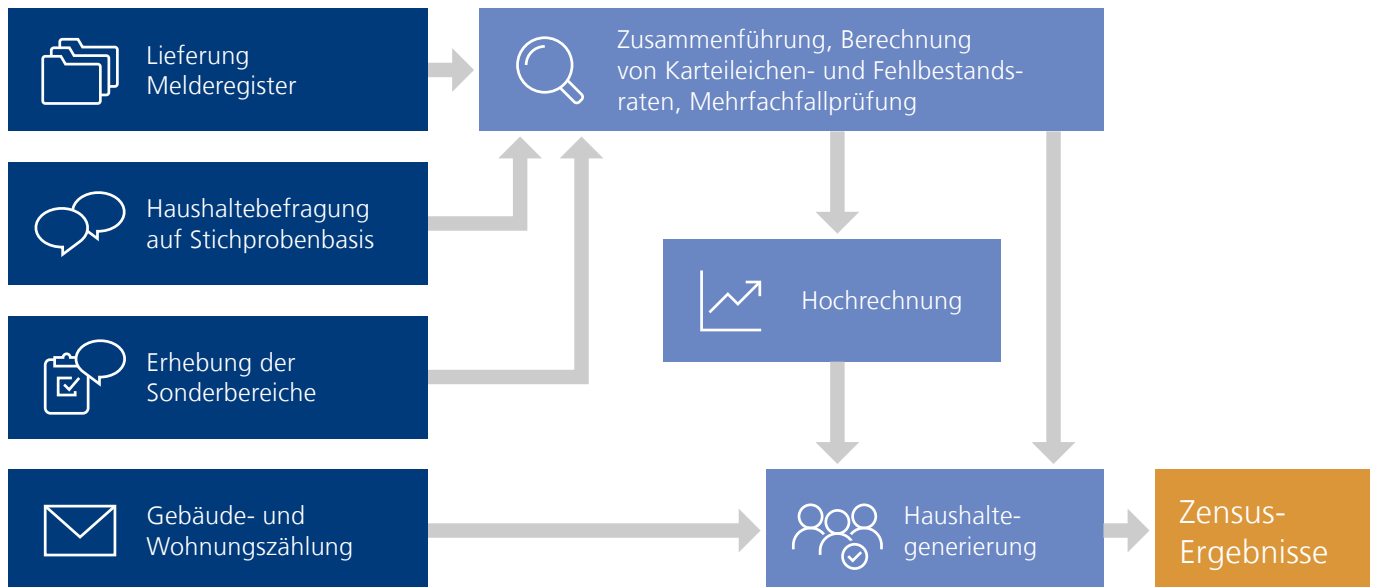 Lieferung
Melderegister
Zusammenführung, Berechnung
von Karteileichen- und Fehlbestands-
raten, Mehrfachfallprüfung
Haushaltebefragung
auf Stichprobenbasis
Hochrechnung
Erhebung der
Sonderbereiche
Gebäude- und
Wohnungszählung
Haushalte-
generierung
Zensus-
Ergebnisse